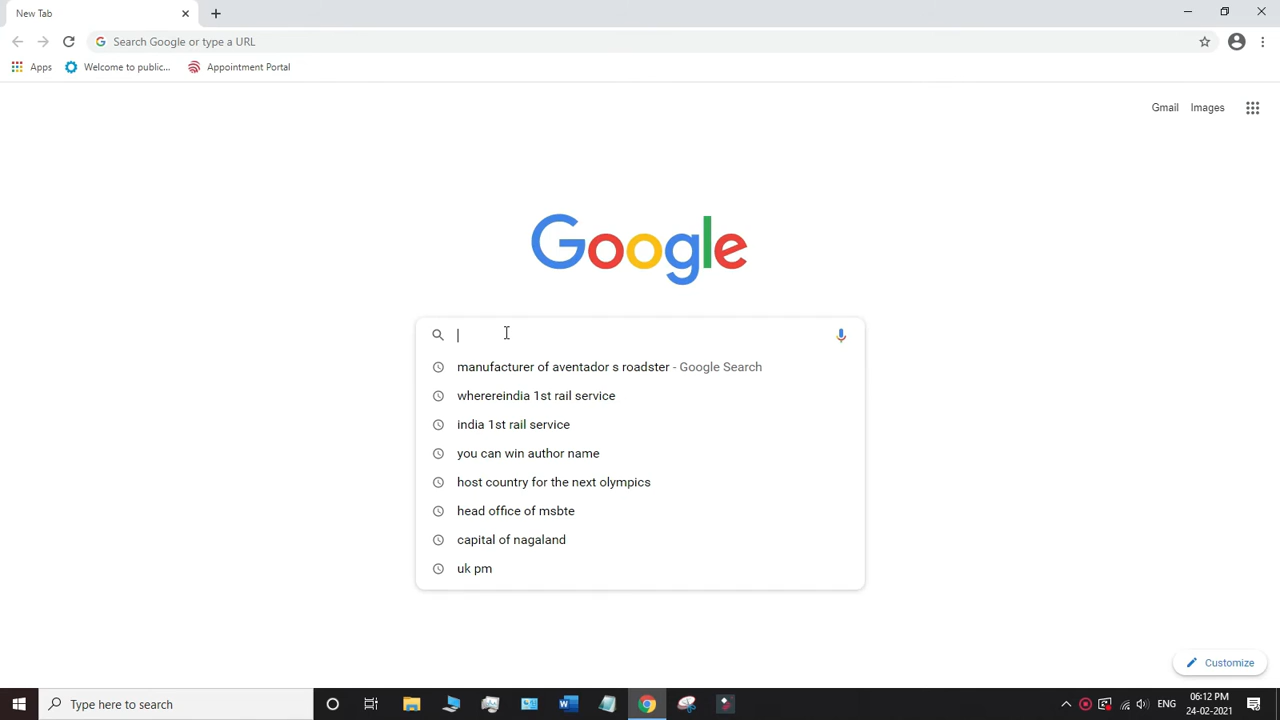 New Tab
Search Google or type a URL
Apps
Welcome to public...
Appointment Portal
Gmail Images
Google
manufacturer of aventador s roadster - Google Search
wherereindia 1st rail service
india 1st rail service
you can win author name
host country for the next olympics
head office of msbte
capital of nagaland
uk pm
Customize
Type here to search
ENG
06:12 PM
24-02-2021